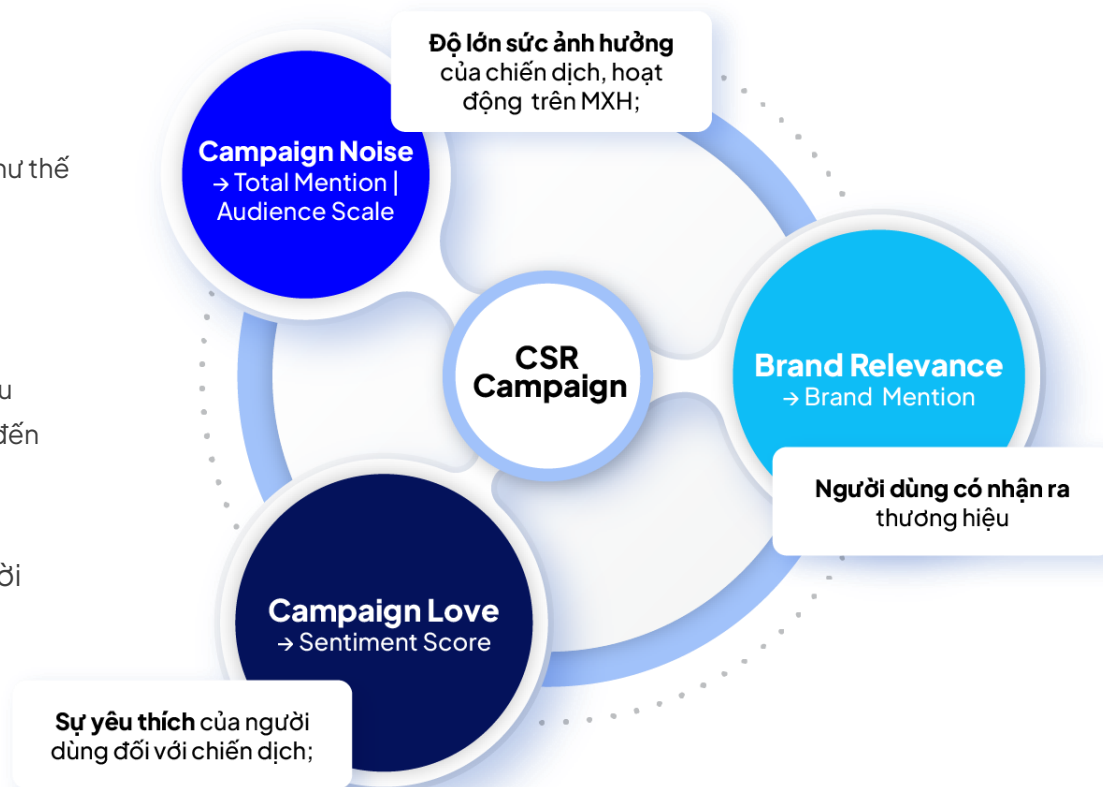 Độ lớn sức ảnh hưởng
của chiến dịch, hoạt
động trên MXH;
Campaign Noise
→ Total Mention |
Audience Scale
thế
CSR
Campaign
Brand Relevance
→ Brand Mention
đến
Người dùng có nhận ra
thương hiệu
Campaign Love
→ Sentiment Score
Sự yêu thích của người
dùng đối với chiến dịch;